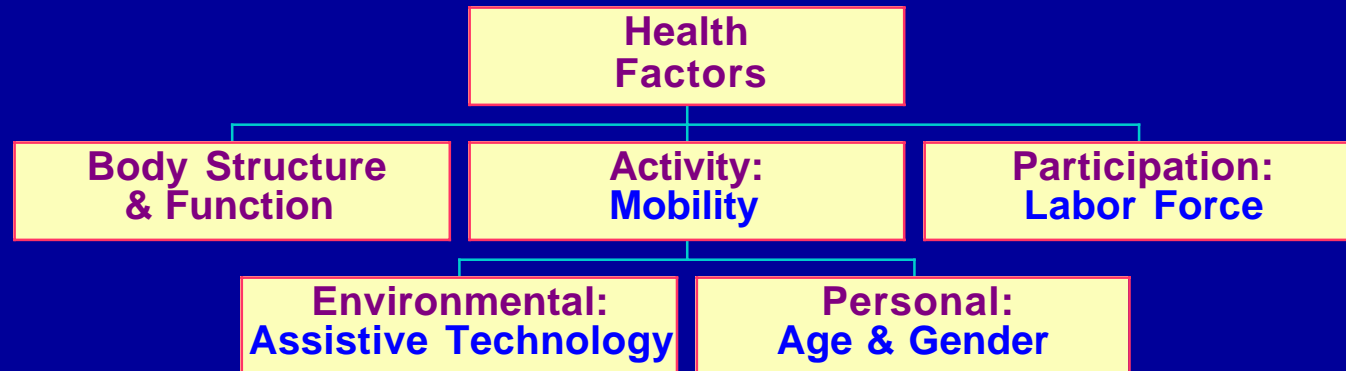 Health
Factors
Body Structure
& Function
Activity:
Mobility
Participation:
Labor Force
Environmental:
Assistive Technology
Personal:
Age & Gender